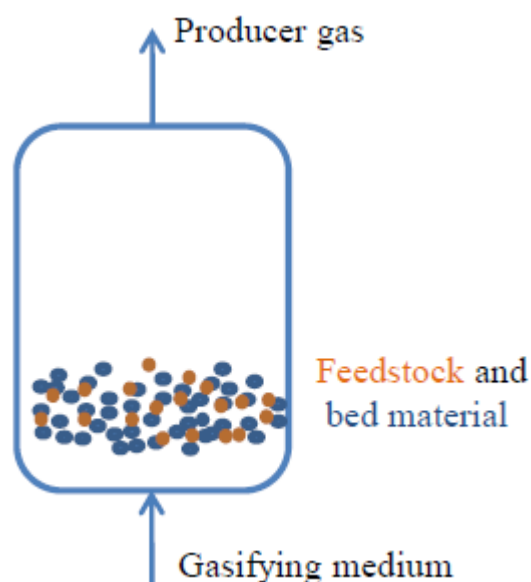 Producer gas
Feedstock and
bed material
Gasifying medium